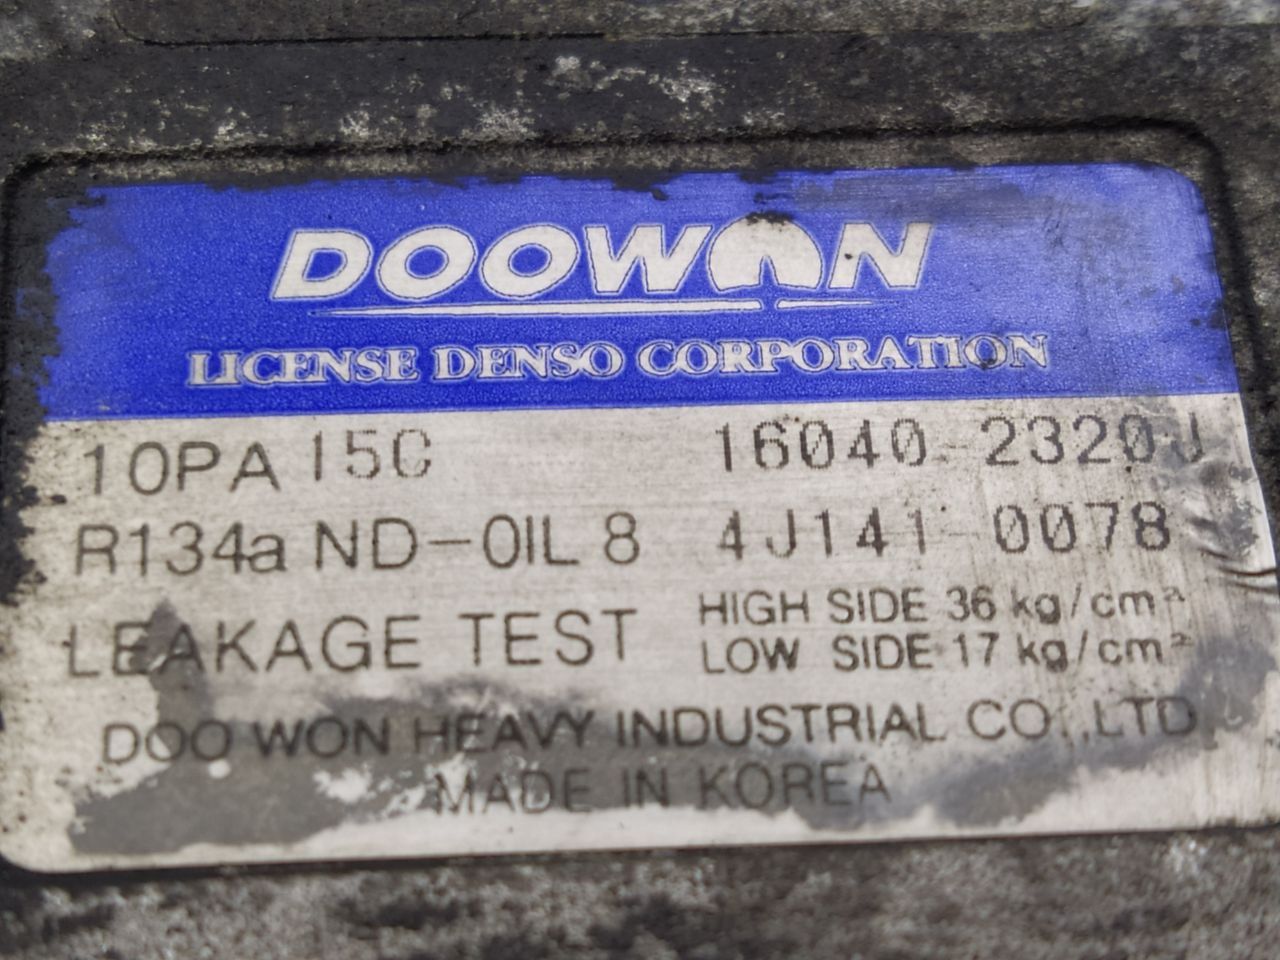 DOOWON
LICENSE DENSO CORPORATION
10PA15C 16040-2320J
R134a ND-OIL 8 4J141-0078
LEAKAGE TEST HIGH SIDE 36 kg/cm²
LOW SIDE 17 kg/cm²
DOO WON HEAVY INDUSTRIAL CO.,LTD
MADE IN KOREA